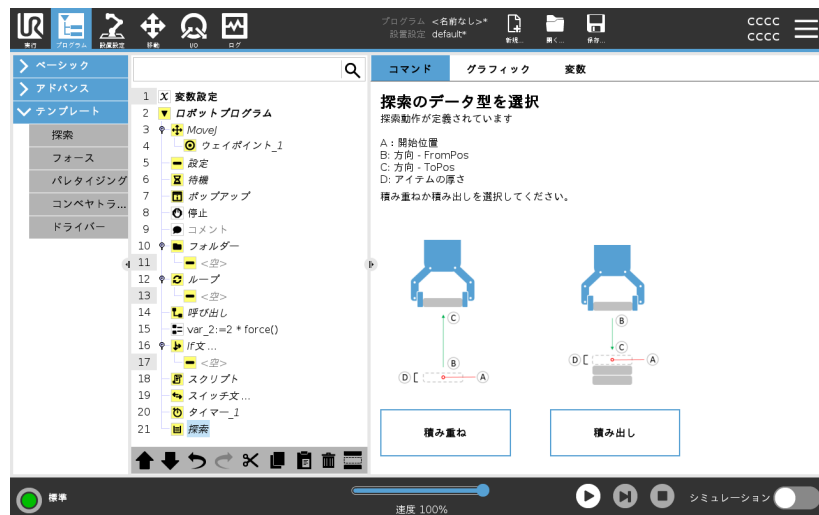 UR
実行
プログラム
設置設定
移動
I/O
ログ
プログラム <名前なし>*
設置設定 default*
新規...
開く...
保存...
CCCC
CCCC
ベーシック
アドバンス
テンプレート
探索
フォース
パレタイジング
コンベヤトラ...
ドライバー
1 x 変数設定
2 ロボットプログラム
3 MoveJ
4 ウェイポイント_1
5 設定
6 待機
7 ポップアップ
8 停止
9 コメント
10 フォルダー
11 <空>
12 ループ
13 <空>
14 呼び出し
15 var_2:=2 * force()
16 If文...
17 <空>
18 スクリプト
19 スイッチ文...
20 タイマー_1
21 探索
コマンド
グラフィック
変数
探索のデータ型を選択
探索動作が定義されています
A : 開始位置
B: 方向 - FromPos
C: 方向 - ToPos
D: アイテムの厚さ
積み重ねか積み出しを選択してください。
C
B
D
A
B
C
D
A
積み重ね
積み出し
標準
速度 100%
シミュレーション